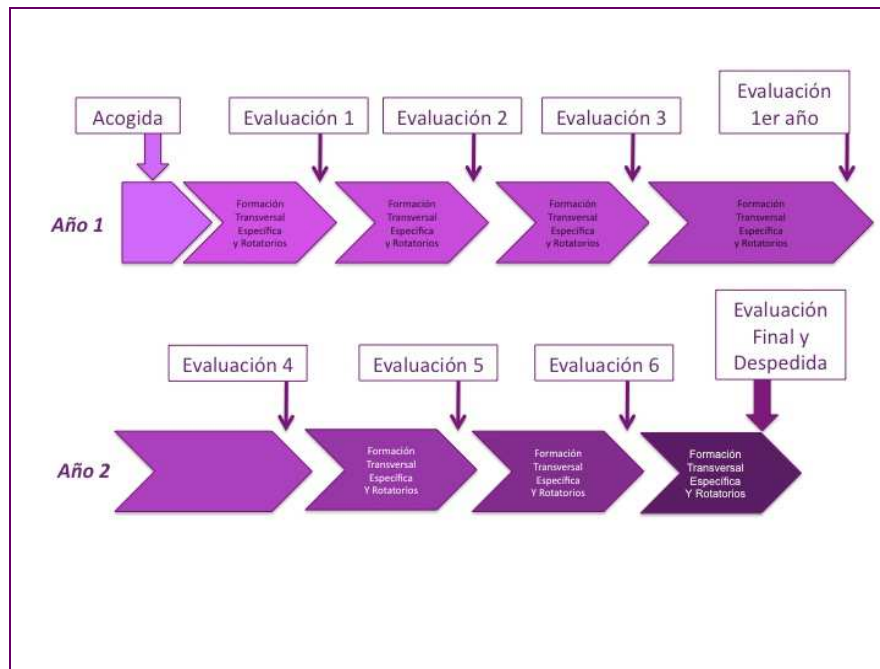 Acogida
Evaluación 1
Evaluación 2
Evaluación 3
Evaluación
1er año
Año 1
Formación
Transversal
Específica
y Rotatorios
Formación
Transversal
Específica
y Rotatorios
Formación
Transversal
Específica
y Rotatorios
Formación
Transversal
Específica
y Rotatorios
Evaluación 4
Evaluación 5
Evaluación 6
Evaluación
Final y
Despedida
Año 2
Formación
Transversal
Específica
Y Rotatorios
Formación
Transversal
Específica
Y Rotatorios
Formación
Transversal
Específica
Y Rotatorios